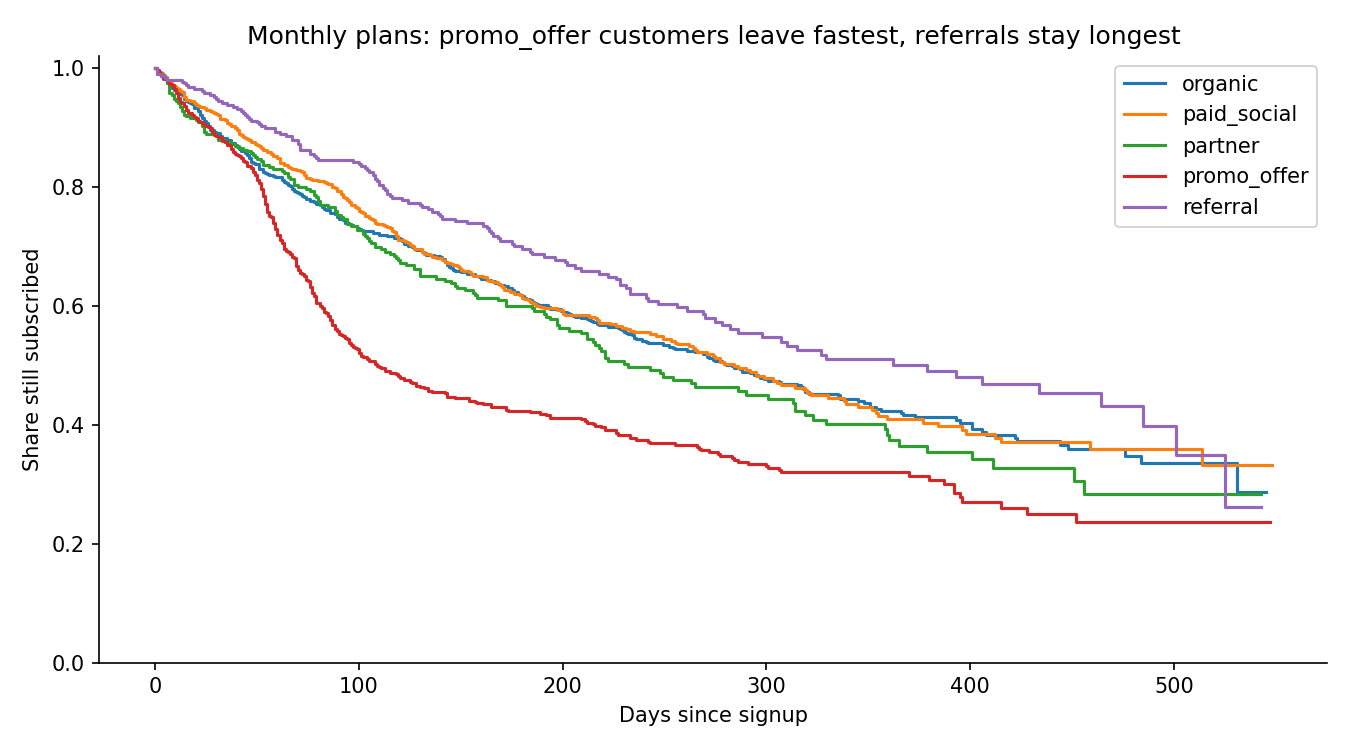 Monthly plans: promo_offer customers leave fastest, referrals stay longest
organic
paid_social
partner
promo_offer
referral
Share still subscribed
1.0
0.8
0.6
0.4
0.2
0.0
0 100 200 300 400 500
Days since signup